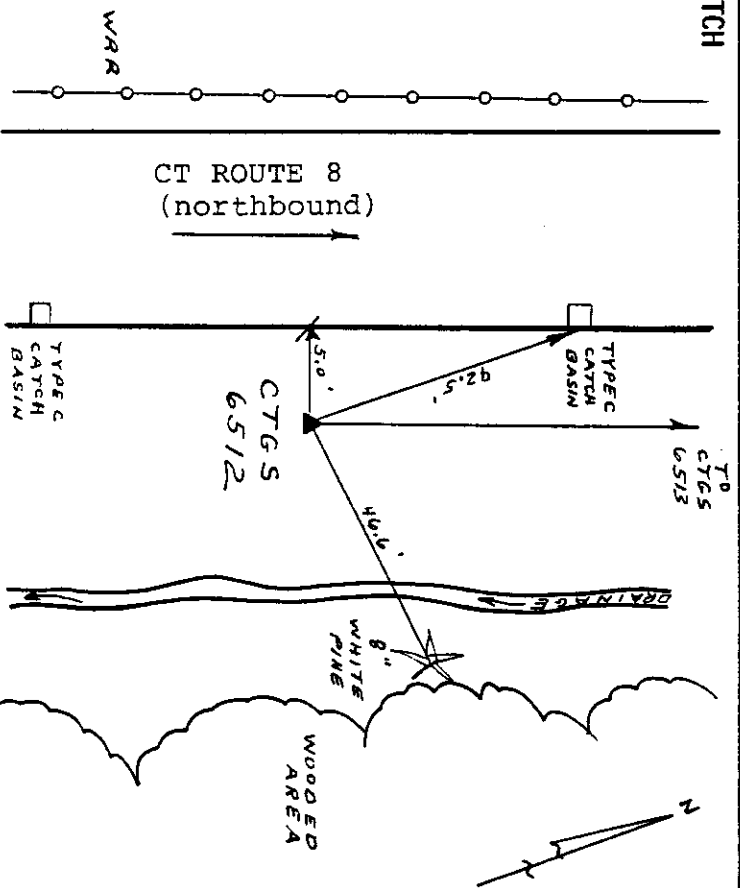 TCH
WRR
CT ROUTE 8
(northbound)
TYPE C
CATCH
BASIN
TYPE C
CATCH
BASIN
5.0'
92.5'
CTGS
6512
TO
CTGS
6513
46.6'
DRAINAGE
8"
WHITE
PINE
WOODED
AREA
N